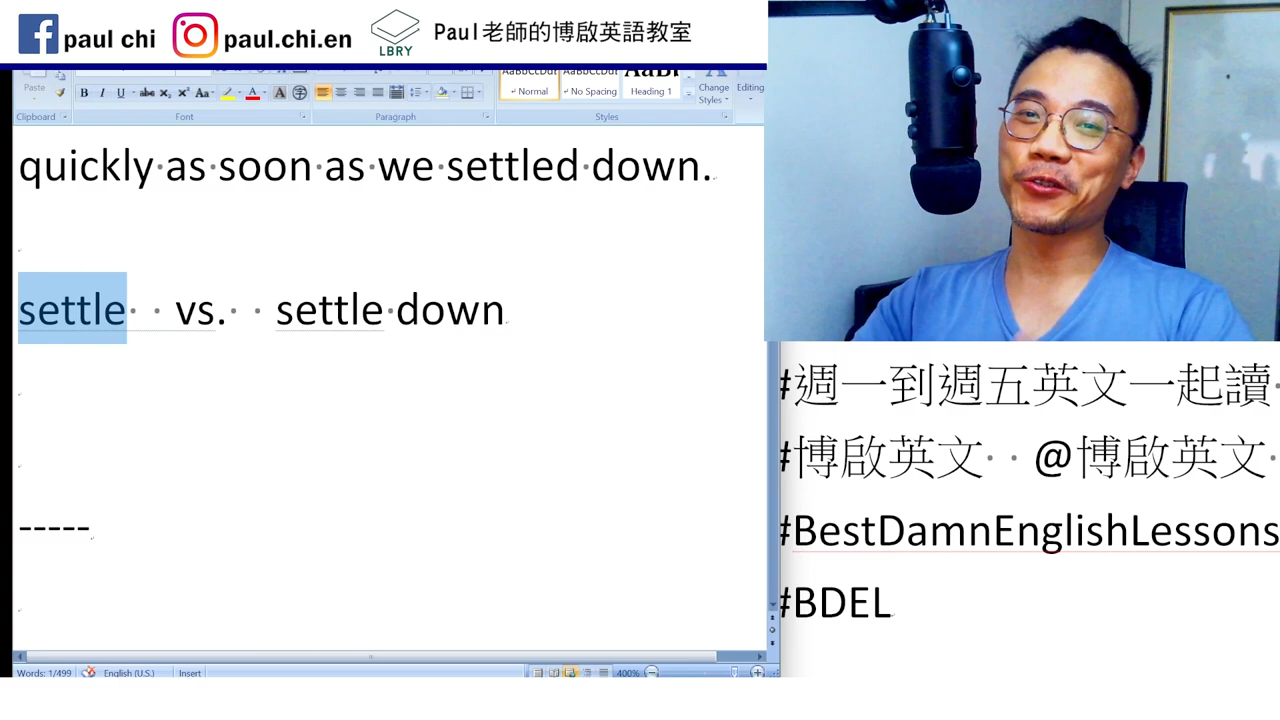 paul chi
paul.chi.en
LBRY
Paul老師的博啟英語教室
Paste
Clipboard
Font
Paragraph
AaBbCcDd
AaBbCcDd
Normal
No Spacing
Heading 1
Change
Styles
Editing
Styles
quickly as soon as we settled down.
settle vs. settle down
-----
#週一到週五英文一起讀
#博啟英文 @博啟英文
#BestDamnEnglishLessons
#BDEL
Words: 1/499
English (U.S.)
Insert
400%